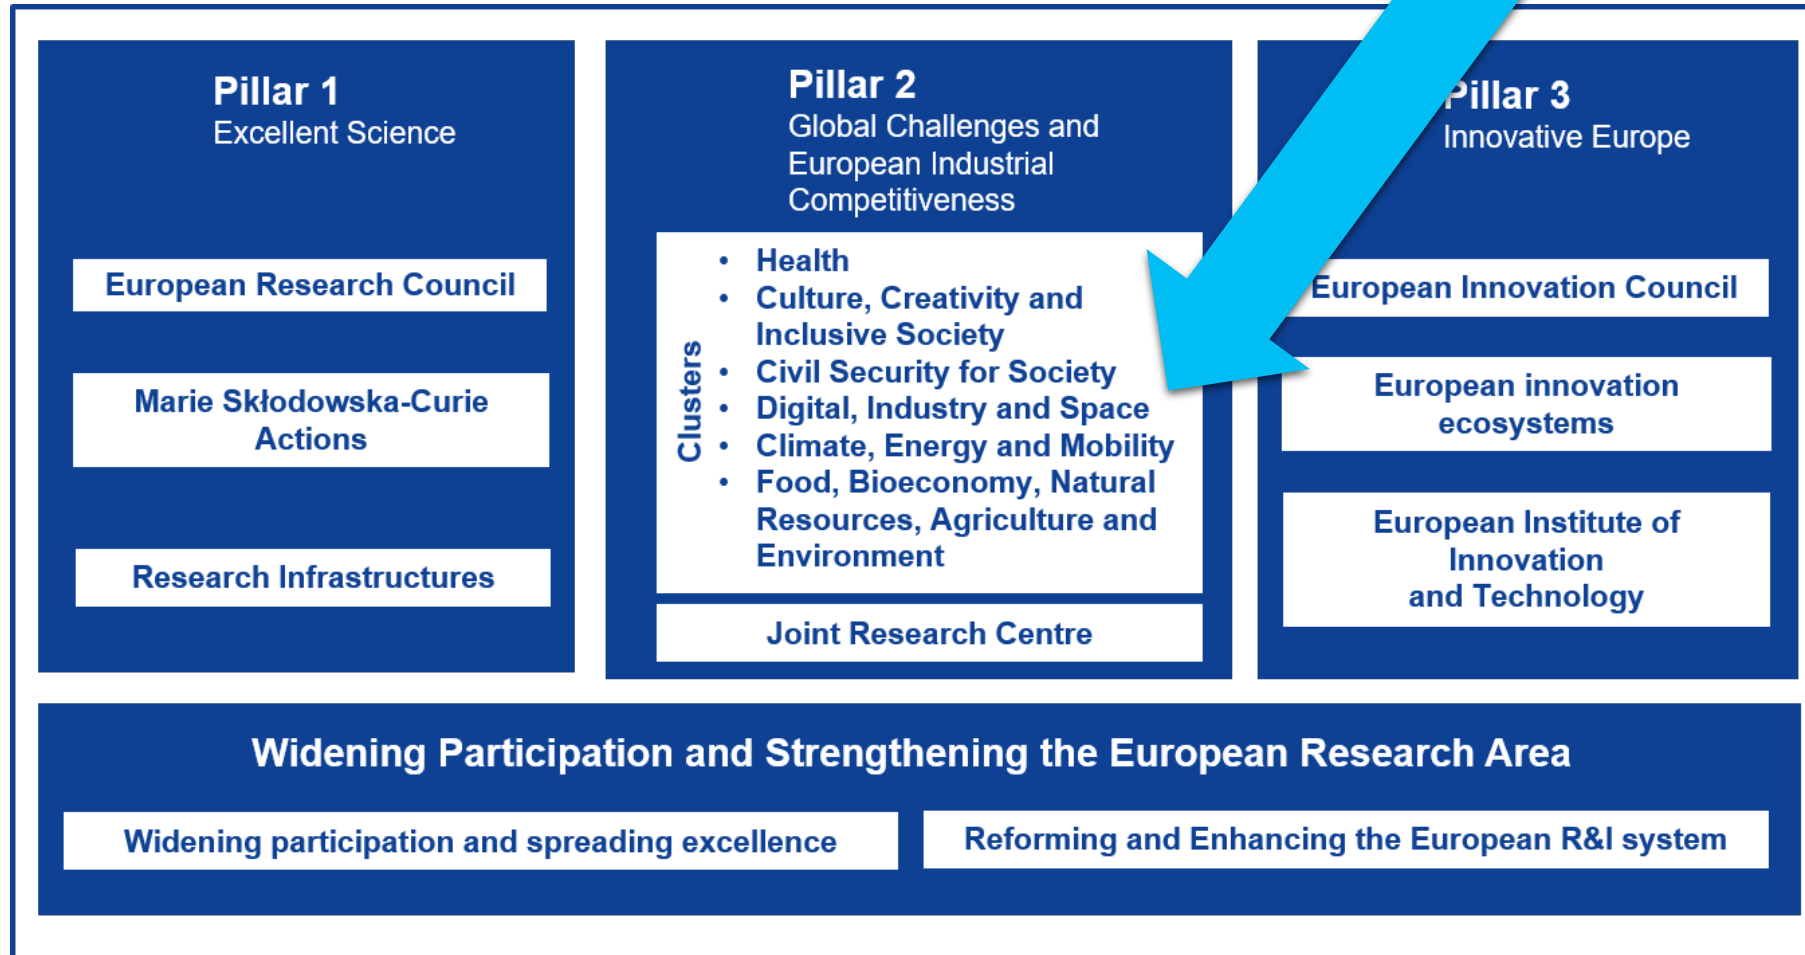 Pillar 1
Excellent Science
European Research Council
Marie Skłodowska-Curie
Actions
Research Infrastructures
Pillar 2
Global Challenges and
European Industrial
Competitiveness
Clusters
• Health
• Culture, Creativity and
Inclusive Society
• Civil Security for Society
• Digital, Industry and Space
• Climate, Energy and Mobility
• Food, Bioeconomy, Natural
Resources, Agriculture and
Environment
Joint Research Centre
Pillar 3
Innovative Europe
European Innovation Council
European innovation
ecosystems
European Institute of
Innovation
and Technology
Widening Participation and Strengthening the European Research Area
Widening participation and spreading excellence
Reforming and Enhancing the European R&I system